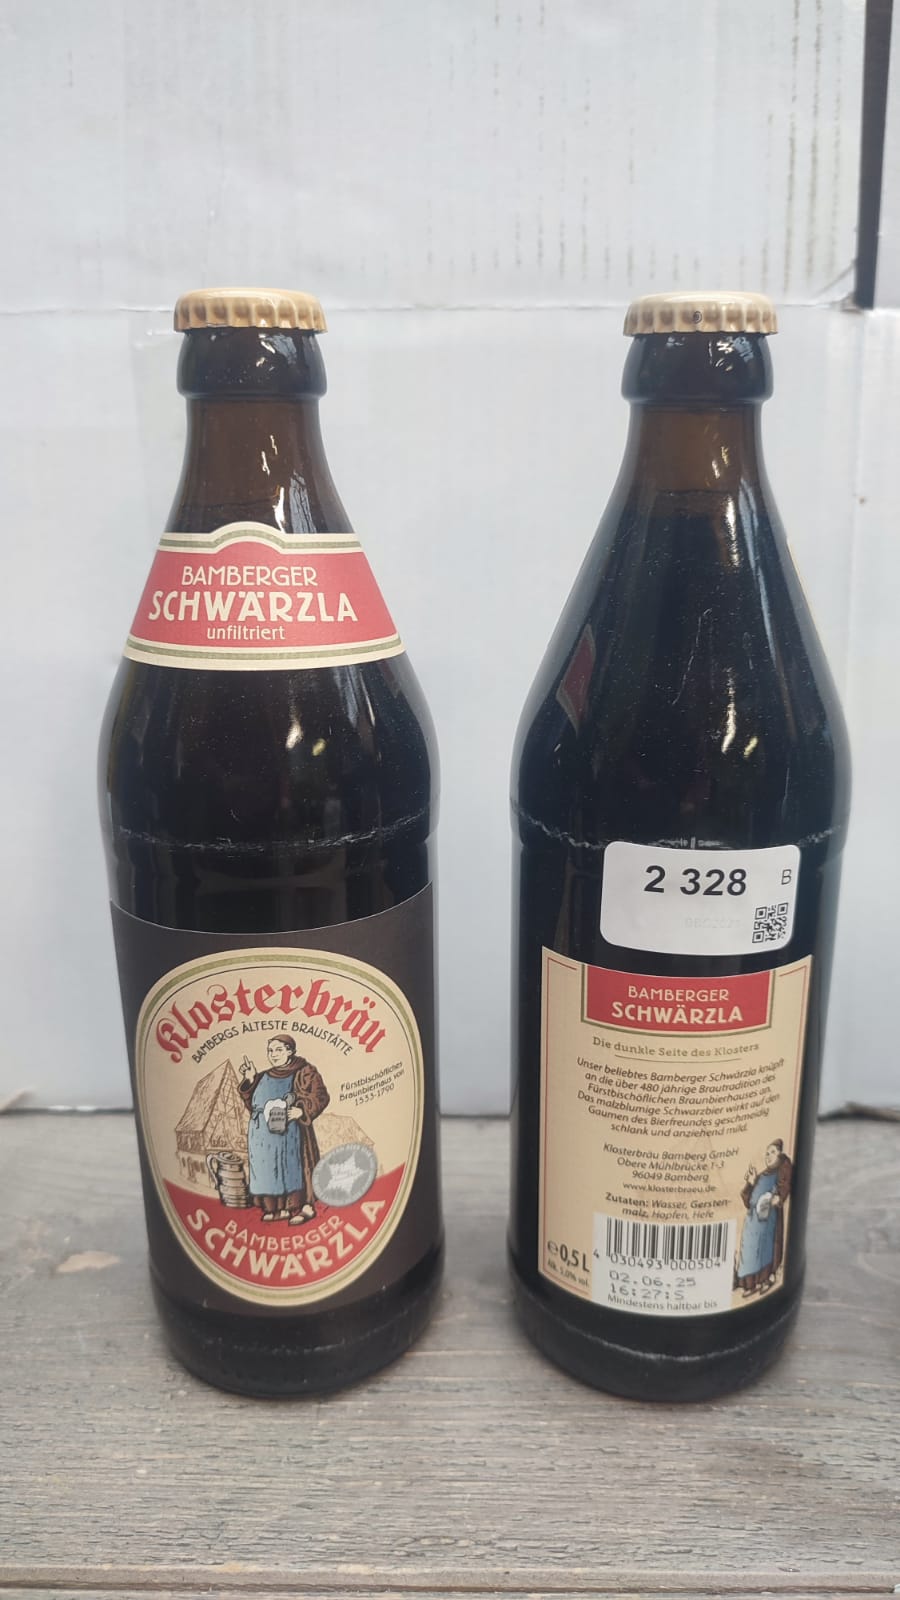 BAMBERGER
SCHWÄRZLA
unfiltriert
Klosterbräu
BAMBERGS ÄLTESTE BRAUSTÄTTE
Fürstbischöfliches
Braunbierhaus von
1533-1790
BAMBERGER
SCHWÄRZLA
2 328
B
BAMBERGER
SCHWÄRZLA
Die dunkle Seite des Klosters
Unser beliebtes Bamberger Schwärzla knüpft
an die über 480 jährige Brautradition des
Fürstbischöflichen Braunbierhauses an.
Das malzblumige Schwarzbier wirkt auf den
Gaumen des Bierfreundes geschmeidig
schlank und anziehend mild.
Klosterbräu Bamberg GmbH
Obere Mühlbrücke 1-3
96049 Bamberg
www.klosterbraeu.de
Zutaten: Wasser, Gersten-
malz, Hopfen, Hefe
℮0,5L
Alk. 5,0% vol.
4 030493 000504
02.06.25
16:27:S
Mindestens haltbar bis